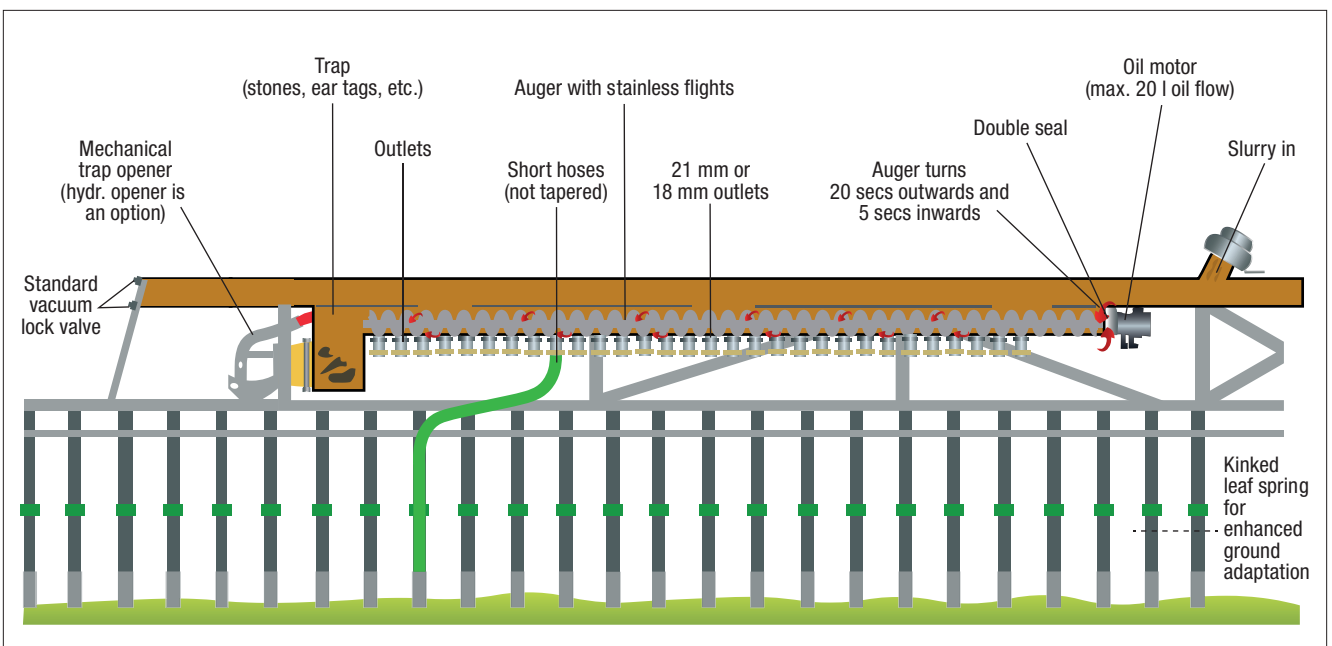 Trap
(stones, ear tags, etc.)
Auger with stainless flights
Oil motor
(max. 20 l oil flow)
Double seal
Mechanical
trap opener
(hydr. opener is
an option)
Outlets
Short hoses
(not tapered)
21 mm or
18 mm outlets
Auger turns
20 secs outwards and
5 secs inwards
Slurry in
Standard
vacuum
lock valve
Kinked
leaf spring
for
enhanced
ground
adaptation